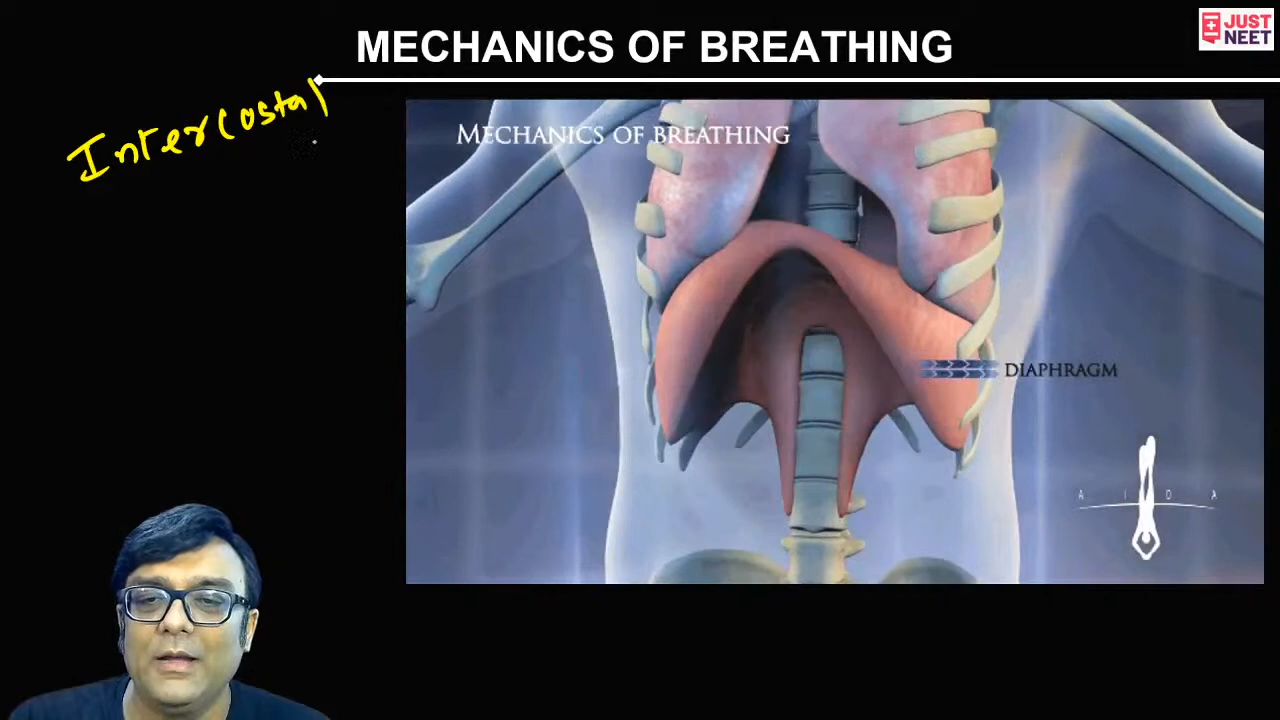 MECHANICS OF BREATHING
JUST
NEET
Intercostal
MECHANICS OF BREATHING
DIAPHRAGM
A I D A